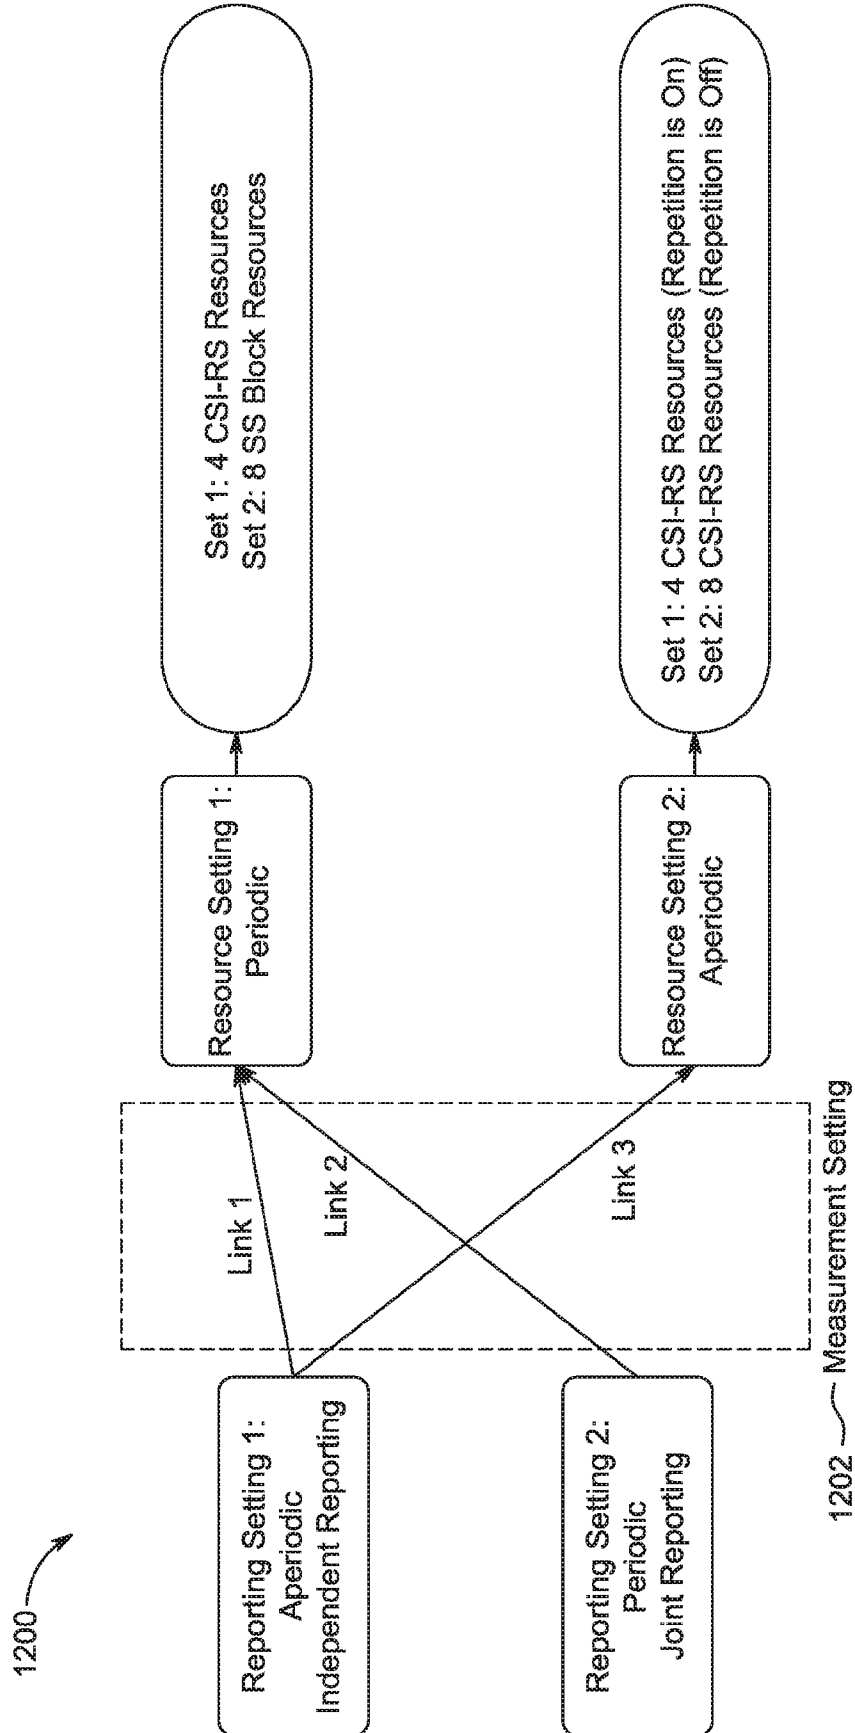 1200
Reporting Setting 1:
Aperiodic
Independent Reporting
Reporting Setting 2:
Periodic
Joint Reporting
Link 1
Link 2
Link 3
1202
Measurement Setting
Resource Setting 1:
Periodic
Resource Setting 2:
Aperiodic
Set 1: 4 CSI-RS Resources
Set 2: 8 SS Block Resources
Set 1: 4 CSI-RS Resources (Repetition is On)
Set 2: 8 CSI-RS Resources (Repetition is Off)